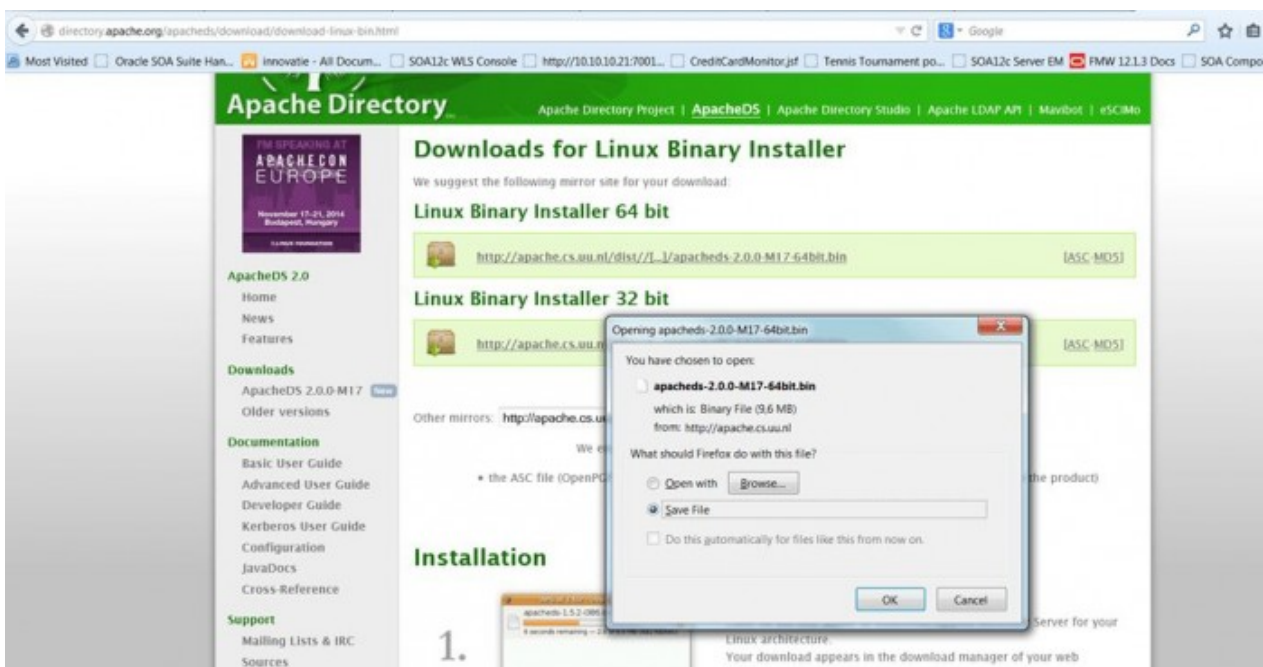 directory.apache.org/apacheds/download/download-linux-bin.html
Google
Most Visited Oracle SOA Suite Han... innovatie - All Docum... SOA12c WLS Console http://10.10.10.21:7001... CreditCardMonitor.jsf Tennis Tournament po... SOA12c Server EM FMW 12.1.3 Docs SOA Compo
Apache Directory
Apache Directory Project | ApacheDS | Apache Directory Studio | Apache LDAP API | Mavibot | eSCIMo
I'M SPEAKING AT
APACHECON
EUROPE
November 17-21, 2014
Budapest, Hungary
Downloads for Linux Binary Installer
We suggest the following mirror site for your download:
Linux Binary Installer 64 bit
http://apache.cs.uu.nl/dist//[...]/apacheds-2.0.0-M17-64bit.bin [ASC-MD5]
Linux Binary Installer 32 bit
http://apache.cs.uu.n [ASC-MD5]
Other mirrors: http://apache.cs.u
We
• the ASC file (OpenPG the product)
Installation
1.
Server for your
Linux architecture.
Your download appears in the download manager of your web
ApacheDS 2.0
Home
News
Features
Downloads
ApacheDS 2.0.0-M17 New
Older versions
Documentation
Basic User Guide
Advanced User Guide
Developer Guide
Kerberos User Guide
Configuration
JavaDocs
Cross-Reference
Support
Mailing Lists & IRC
Sources
Opening apacheds-2.0.0-M17-64bit.bin
You have chosen to open:
apacheds-2.0.0-M17-64bit.bin
which is: Binary File (9,6 MB)
from: http://apache.cs.uu.nl
What should Firefox do with this file?
Open with Browse...
Save File
Do this automatically for files like this from now on.
OK Cancel